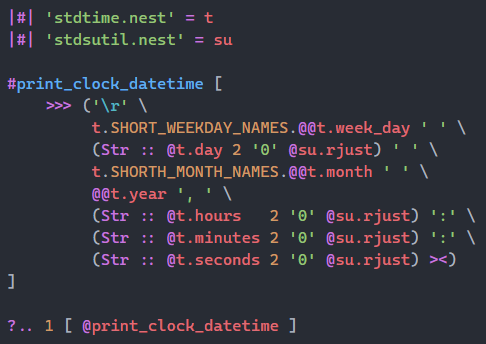 |#| 'stdtime.nest' = t
|#| 'stdsutil.nest' = su
#print_clock_datetime [
    >>> ('\r' \
         t.SHORT_WEEKDAY_NAMES.@@t.week_day ' ' \
         (Str :: @t.day 2 '0' @su.rjust) ' ' \
         t.SHORTH_MONTH_NAMES.@@t.month ' ' \
         @@t.year ', ' \
         (Str :: @t.hours   2 '0' @su.rjust) ':' \
         (Str :: @t.minutes 2 '0' @su.rjust) ':' \
         (Str :: @t.seconds 2 '0' @su.rjust) ><)
]
?.. 1 [ @print_clock_datetime ]